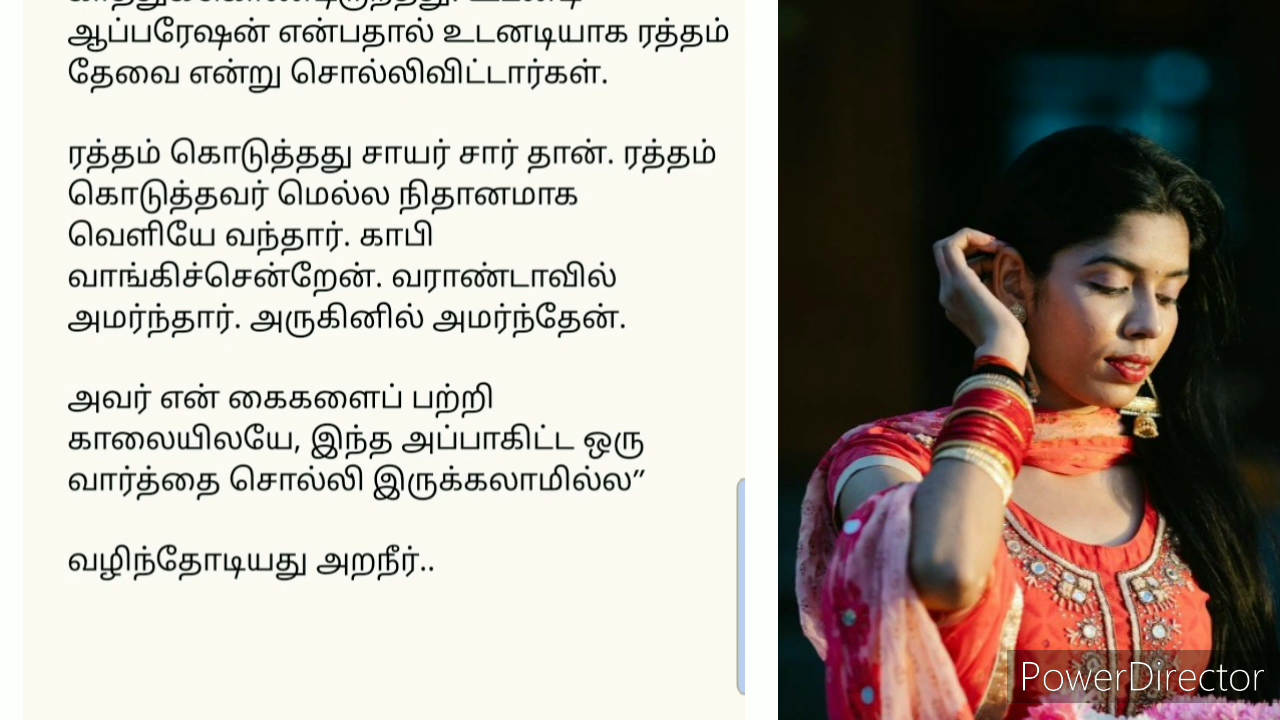 ஆப்பரேஷன் என்பதால் உடனடியாக ரத்தம்
தேவை என்று சொல்லிவிட்டார்கள்.
ரத்தம் கொடுத்தது சாயர் சார் தான். ரத்தம்
கொடுத்தவர் மெல்ல நிதானமாக
வெளியே வந்தார். காபி
வாங்கிச்சென்றேன். வராண்டாவில்
அமர்ந்தார். அருகினில் அமர்ந்தேன்.
அவர் என் கைகளைப் பற்றி
காலையிலயே, இந்த அப்பாகிட்ட ஒரு
வார்த்தை சொல்லி இருக்கலாமில்ல”
வழிந்தோடியது அறநீர்..
PowerDirector